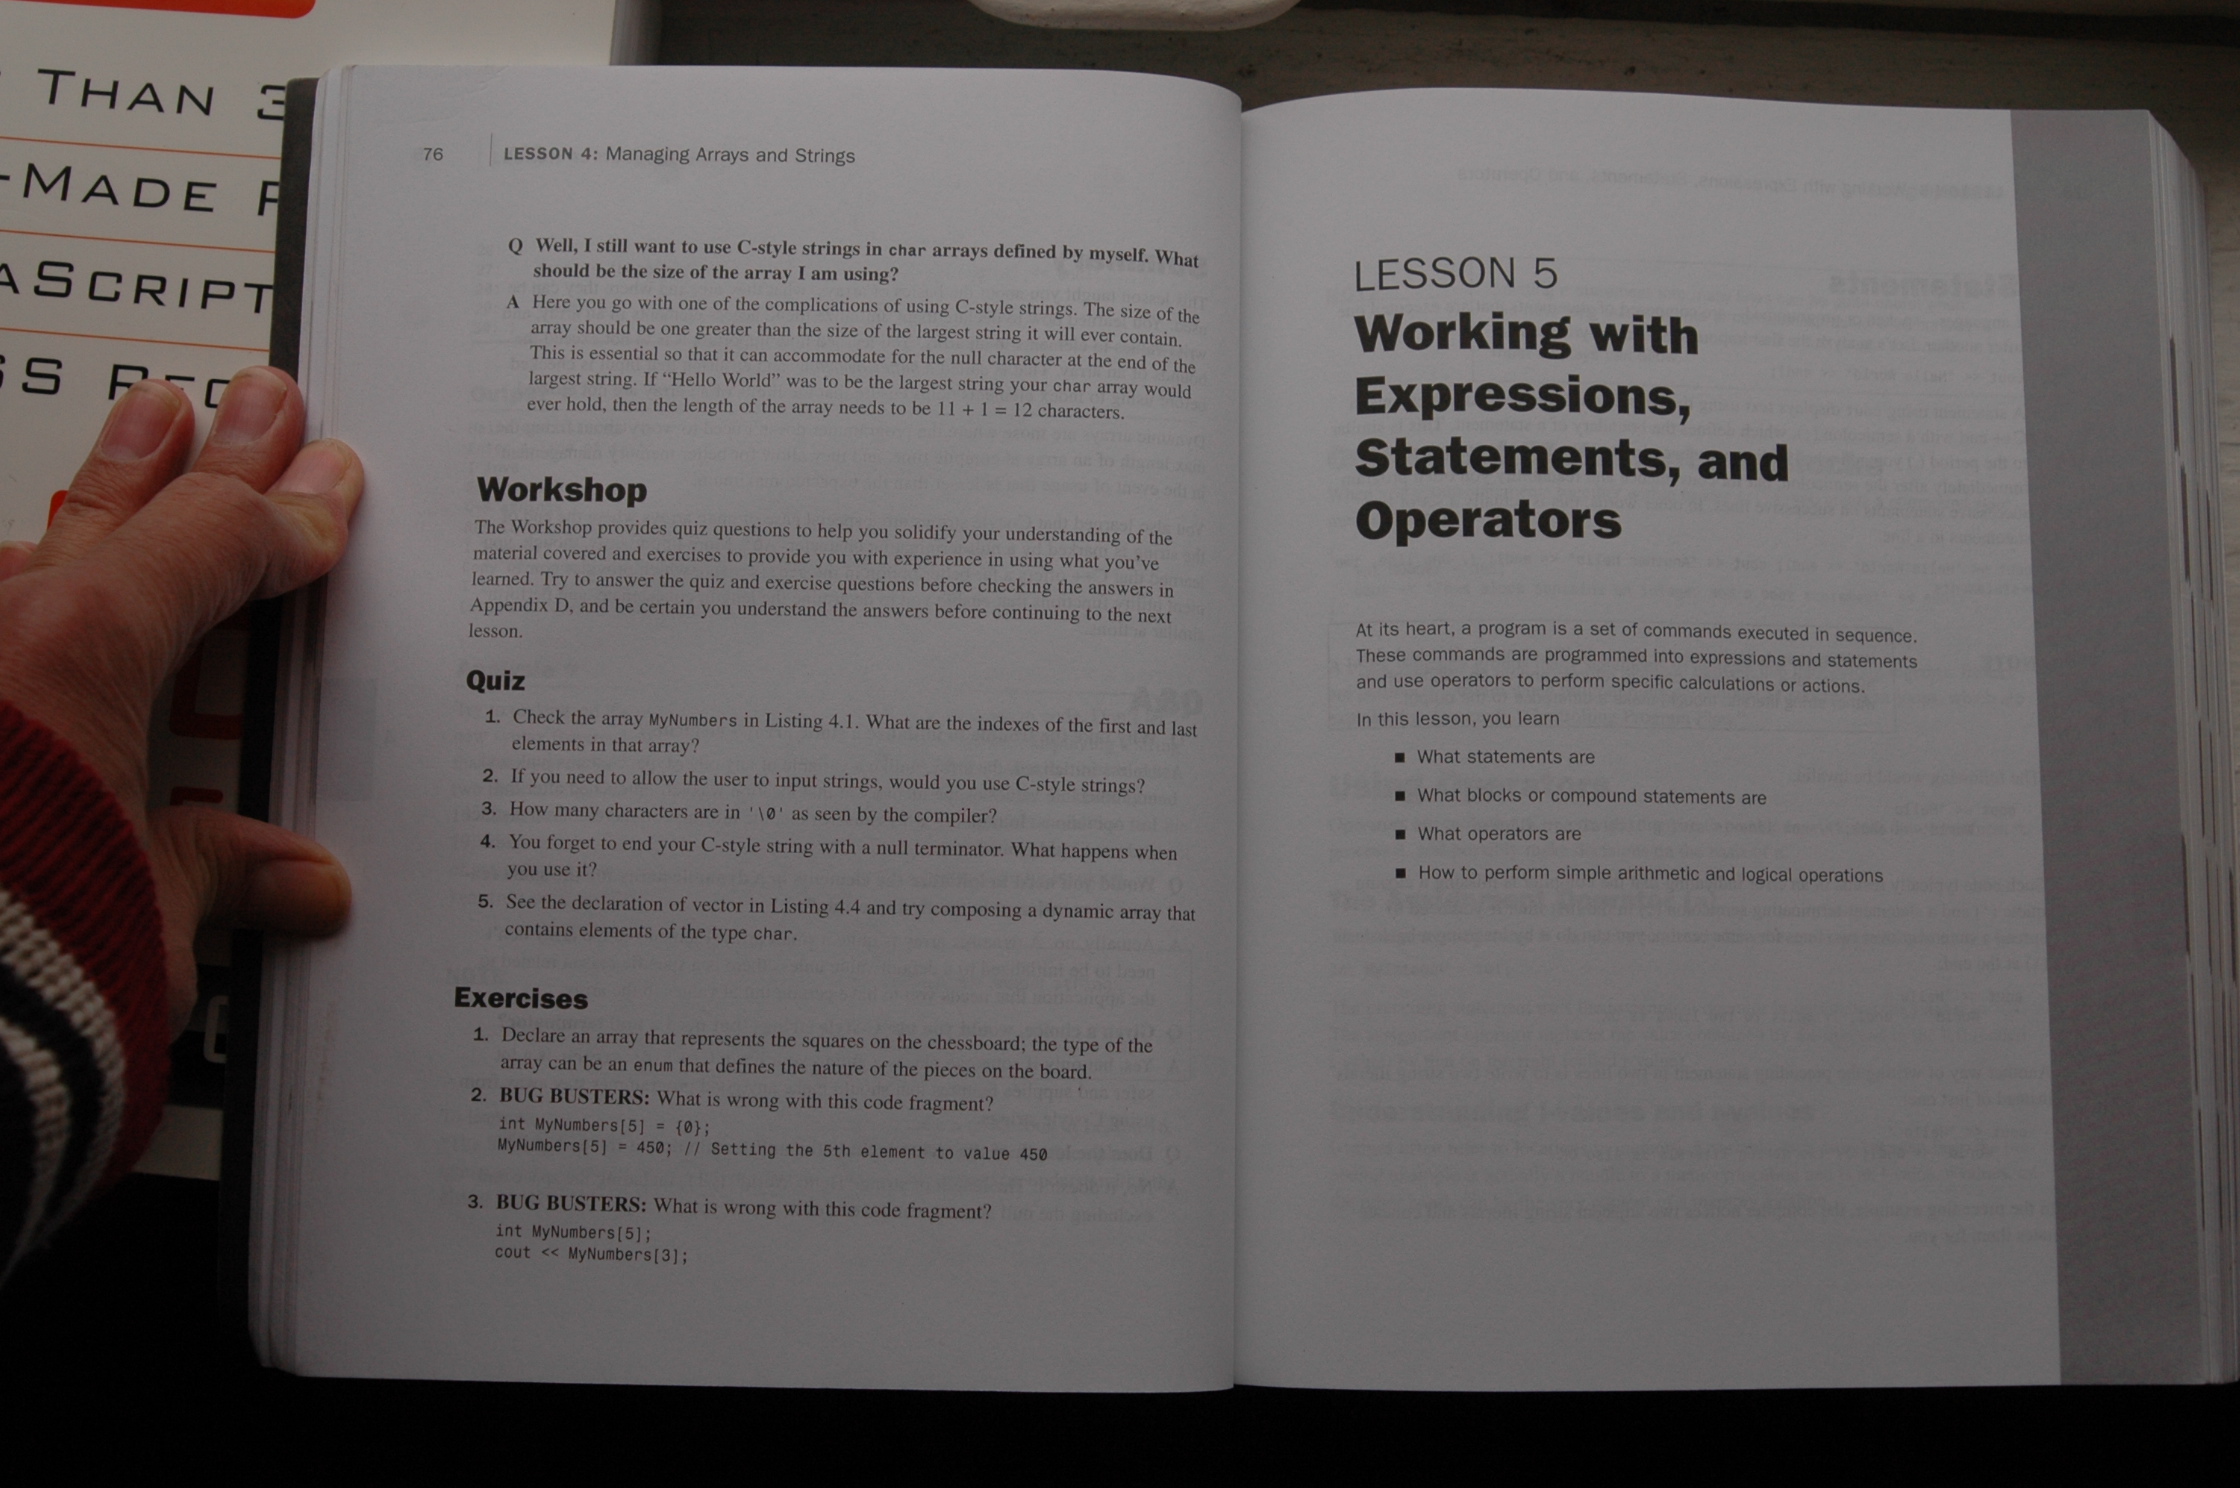 THAN 3
-MADE
ASCRIPT
76 LESSON 4: Managing Arrays and Strings
Q Well, I still want to use C-style strings in char arrays defined by myself. What
should be the size of the array I am using?
A Here you go with one of the complications of using C-style strings. The size of the
array should be one greater than the size of the largest string it will ever contain.
This is essential so that it can accommodate for the null character at the end of the
largest string. If “Hello World” was to be the largest string your char array would
ever hold, then the length of the array needs to be 11 + 1 = 12 characters.
Workshop
The Workshop provides quiz questions to help you solidify your understanding of the
material covered and exercises to provide you with experience in using what you’ve
learned. Try to answer the quiz and exercise questions before checking the answers in
Appendix D, and be certain you understand the answers before continuing to the next
lesson.
Quiz
1. Check the array MyNumbers in Listing 4.1. What are the indexes of the first and last
elements in that array?
2. If you need to allow the user to input strings, would you use C-style strings?
3. How many characters are in '\0' as seen by the compiler?
4. You forget to end your C-style string with a null terminator. What happens when
you use it?
5. See the declaration of vector in Listing 4.4 and try composing a dynamic array that
contains elements of the type char.
Exercises
1. Declare an array that represents the squares on the chessboard; the type of the
array can be an enum that defines the nature of the pieces on the board.
2. BUG BUSTERS: What is wrong with this code fragment?
int MyNumbers[5] = {0};
MyNumbers[5] = 450; // Setting the 5th element to value 450
3. BUG BUSTERS: What is wrong with this code fragment?
int MyNumbers[5];
cout << MyNumbers[3];
LESSON 5
Working with
Expressions,
Statements, and
Operators
At its heart, a program is a set of commands executed in sequence.
These commands are programmed into expressions and statements
and use operators to perform specific calculations or actions.
In this lesson, you learn
■ What statements are
■ What blocks or compound statements are
■ What operators are
■ How to perform simple arithmetic and logical operations